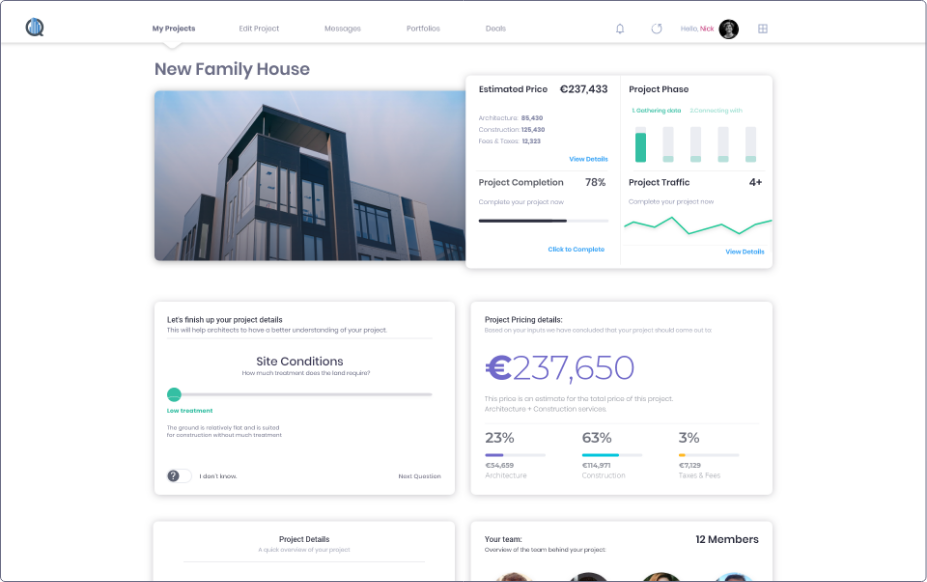 My Projects
Edit Project
Messages
Portfolios
Deals
Hello, Nick
New Family House
Estimated Price €237,433
Architecture: 85,430
Construction: 125,430
Fees & Taxes: 12,323
View Details
Project Phase
1.Gathering data 2.Connecting with
Project Completion 78%
Complete your project now
Click to Complete
Project Traffic 4+
Complete your project now
View Details
Let's finish up your project details
This will help architects to have a better understanding of your project.
Site Conditions
How much treatment does the land require?
Low treatment
The ground is relatively flat and is suited
for construction without much treatment
? I don't know.
Next Question
Project Pricing details:
Based on your inputs we have concluded that your project should come out to:
€237,650
This price is an estimate for the total price of this project.
Architecture + Construction services.
23% 63% 3%
€54,659 €114,971 €7,129
Architecture Construction Taxes & Fees
Project Details
A quick overview of your project
Your team: 12 Members
Overview of the team behind your project